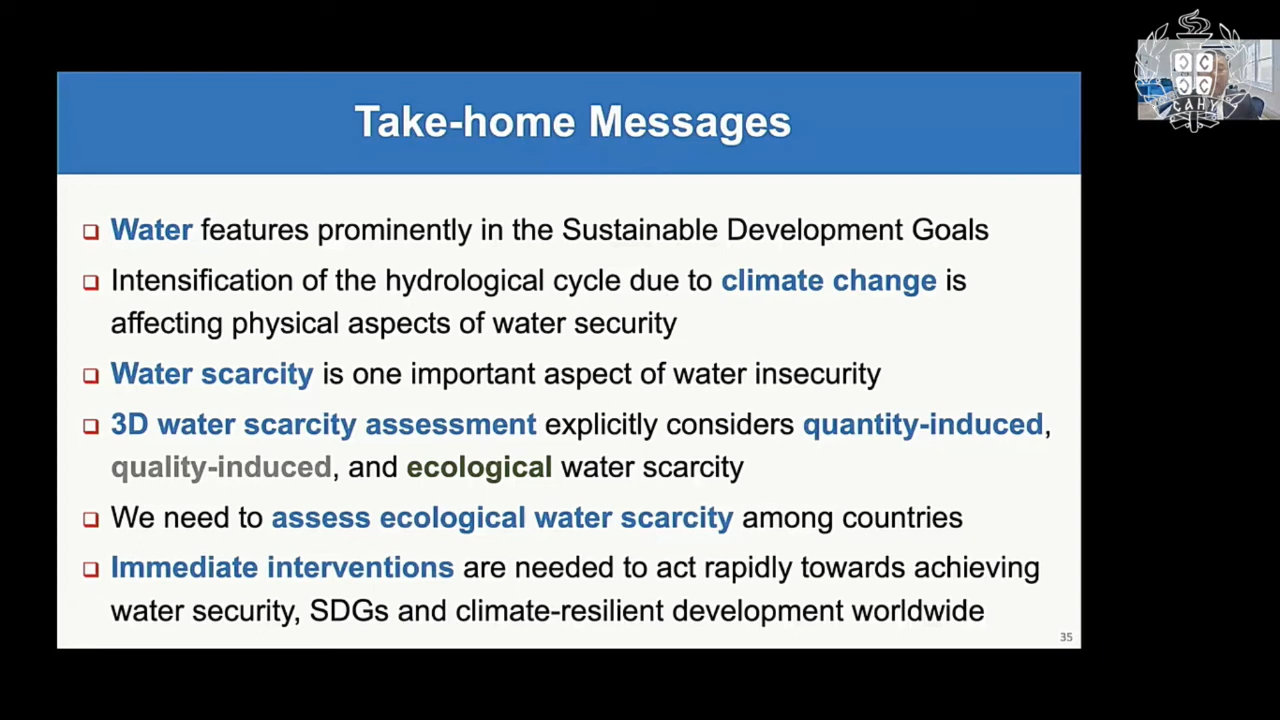 Take-home Messages
Water features prominently in the Sustainable Development Goals
Intensification of the hydrological cycle due to climate change is
affecting physical aspects of water security
Water scarcity is one important aspect of water insecurity
3D water scarcity assessment explicitly considers quantity-induced,
quality-induced, and ecological water scarcity
We need to assess ecological water scarcity among countries
Immediate interventions are needed to act rapidly towards achieving
water security, SDGs and climate-resilient development worldwide
35
CAHY